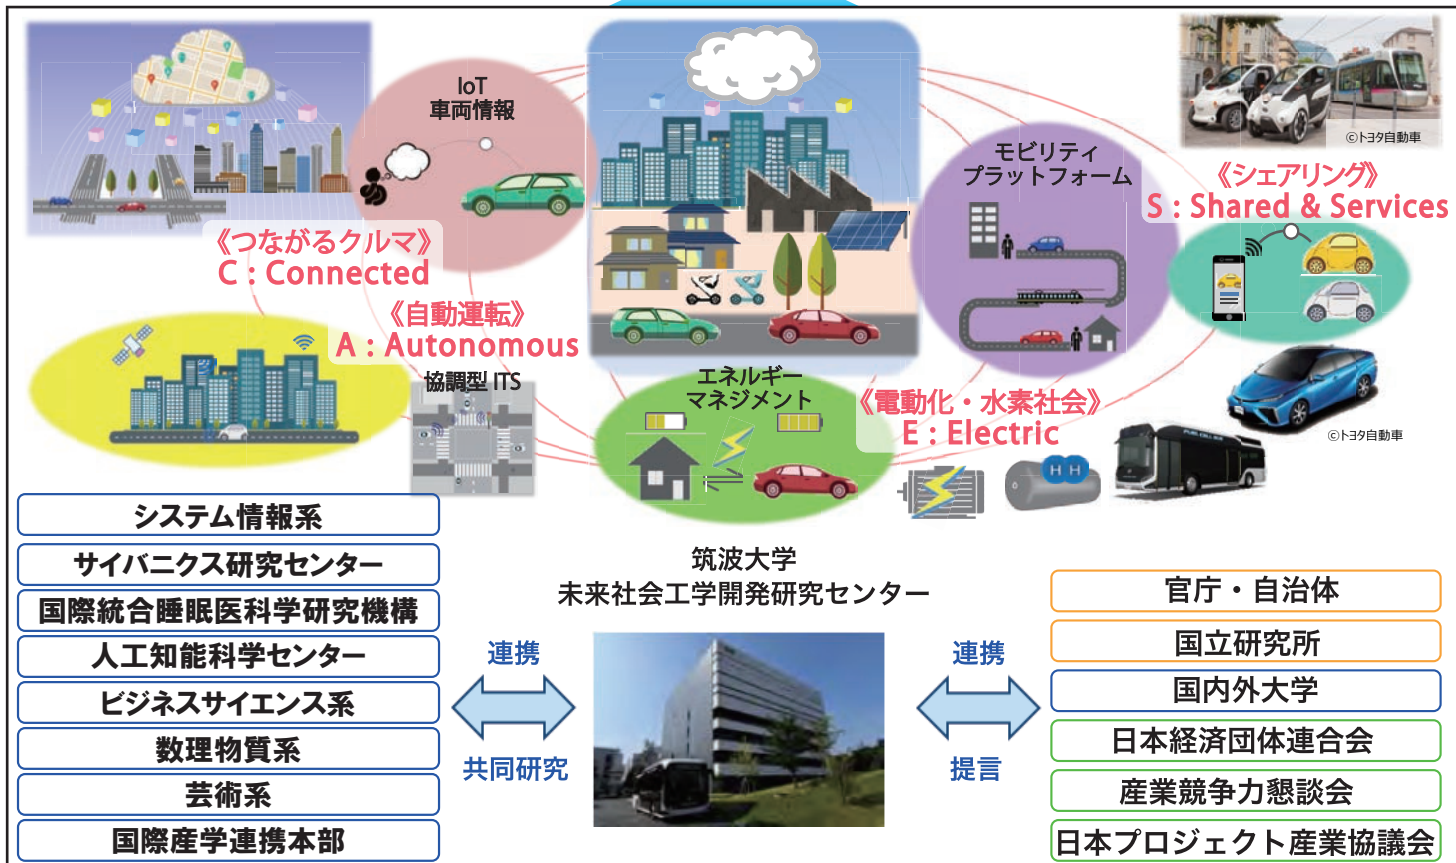 IoT
車両情報
©トヨタ自動車
モビリティ
プラットフォーム
《シェアリング》
S : Shared & Services
《つながるクルマ》
C : Connected
《自動運転》
A : Autonomous
協調型 ITS
エネルギー
マネジメント
《電動化・水素社会》
E : Electric
©トヨタ自動車
FUEL CELL BUS
H H
システム情報系
サイバニクス研究センター
国際統合睡眠医科学研究機構
人工知能科学センター
ビジネスサイエンス系
数理物質系
芸術系
国際産学連携本部
筑波大学
未来社会工学開発研究センター
連携
共同研究
連携
提言
官庁・自治体
国立研究所
国内外大学
日本経済団体連合会
産業競争力懇談会
日本プロジェクト産業協議会